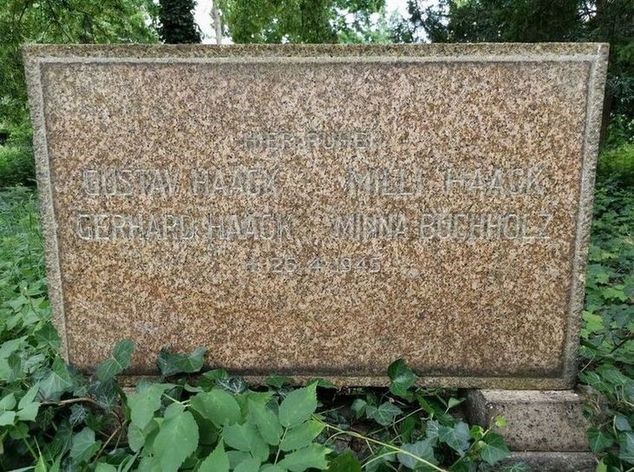 HIER RUHEN
GUSTAV HAACK MILLI HAACK
GERHARD HAACK MINNA BUCHHOLZ
✝ 26.4.1945